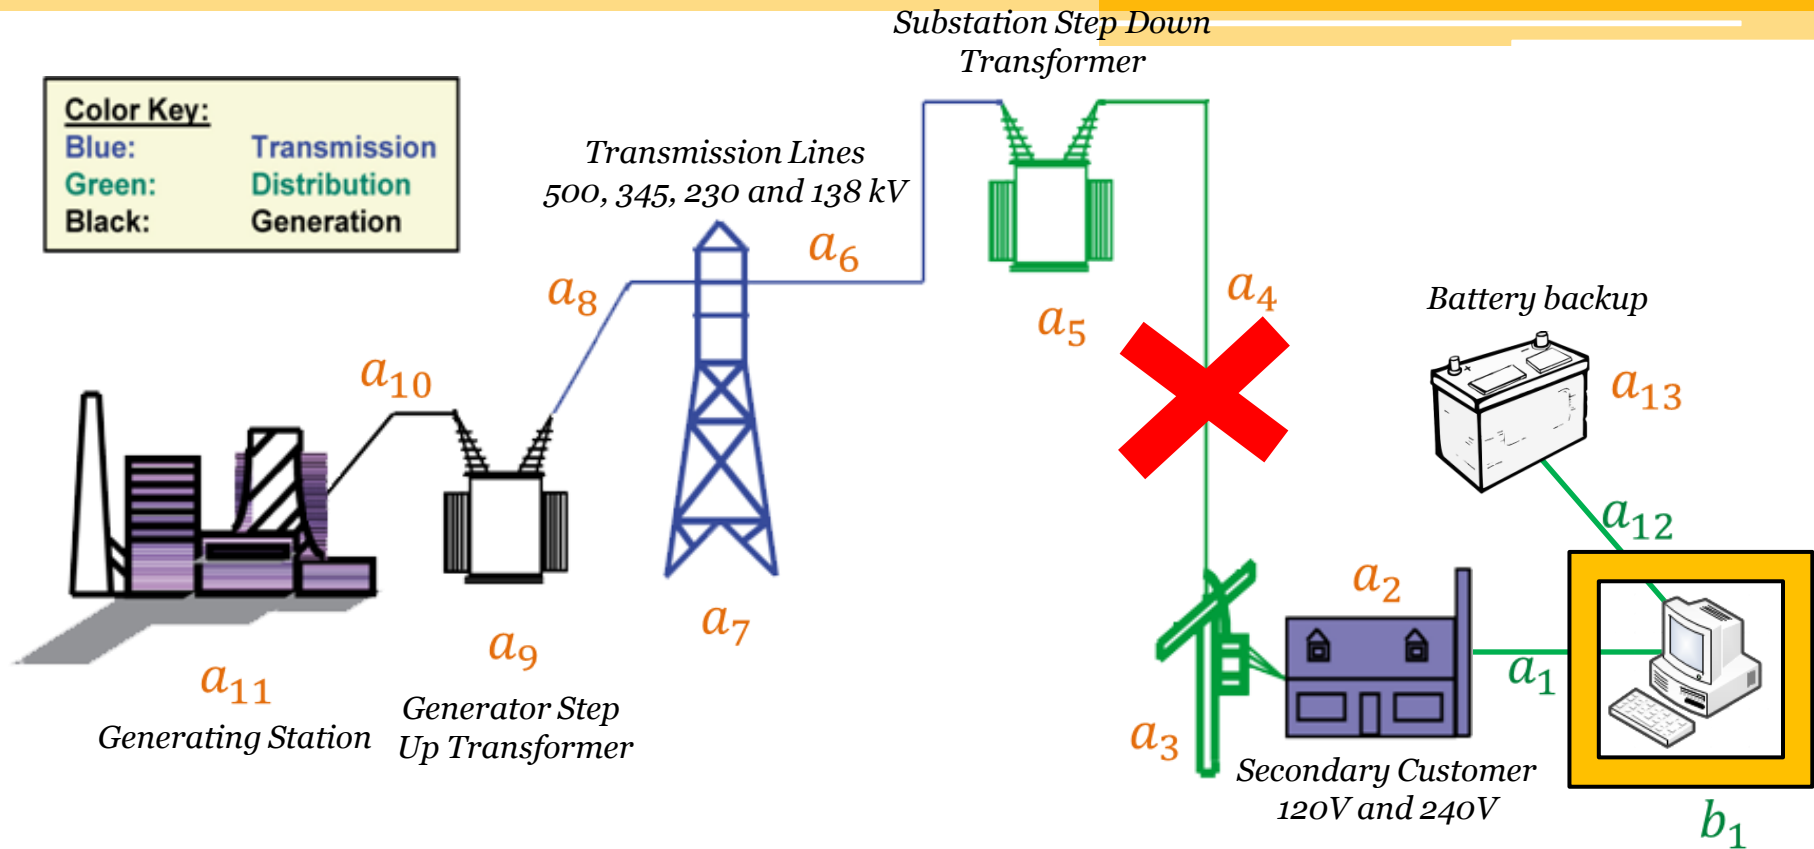 Substation Step Down
Transformer
Color Key:
Blue: Transmission
Green: Distribution
Black: Generation
Transmission Lines
500, 345, 230 and 138 kV
a6
a8
a4
a5
Battery backup
a10
a13
a12
a2
a7
a9
a11
a1
Generating Station
Generator Step
Up Transformer
a3
Secondary Customer
120V and 240V
b1